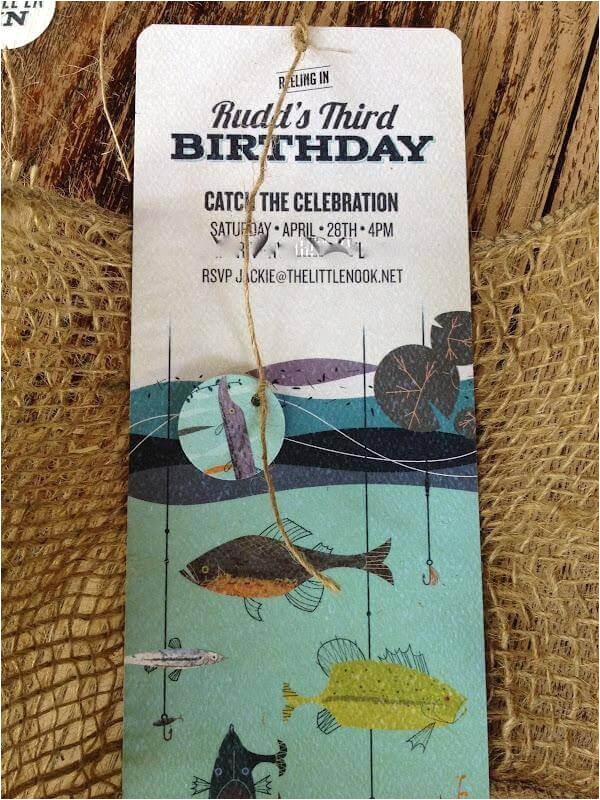 N
REELING IN
Rudd's Third
BIRTHDAY
CATCH THE CELEBRATION
SATURDAY • APRIL • 28TH • 4PM
RSVP JACKIE@THELITTLENOOK.NET